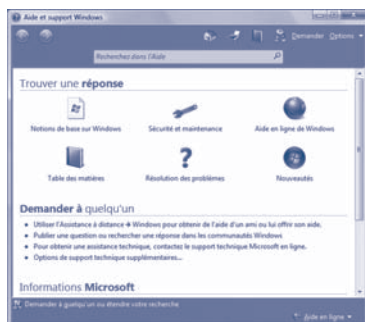 Aide et support Windows
Demander Options
Recherchez dans l'Aide
Trouver une réponse
Notions de base sur Windows Sécurité et maintenance Aide en ligne de Windows
Table des matières Résolution des problèmes Nouveautés
Demander à quelqu'un
Utiliser l'Assistance à distance Windows pour obtenir de l'aide d'un ami ou lui offrir son aide.
Publier une question ou rechercher une réponse dans les communautés Windows
Pour obtenir une assistance technique, contactez le support technique Microsoft en ligne.
Options de support technique supplémentaires...
Informations Microsoft
Demander à quelqu'un ou étendre votre recherche
Aide en ligne